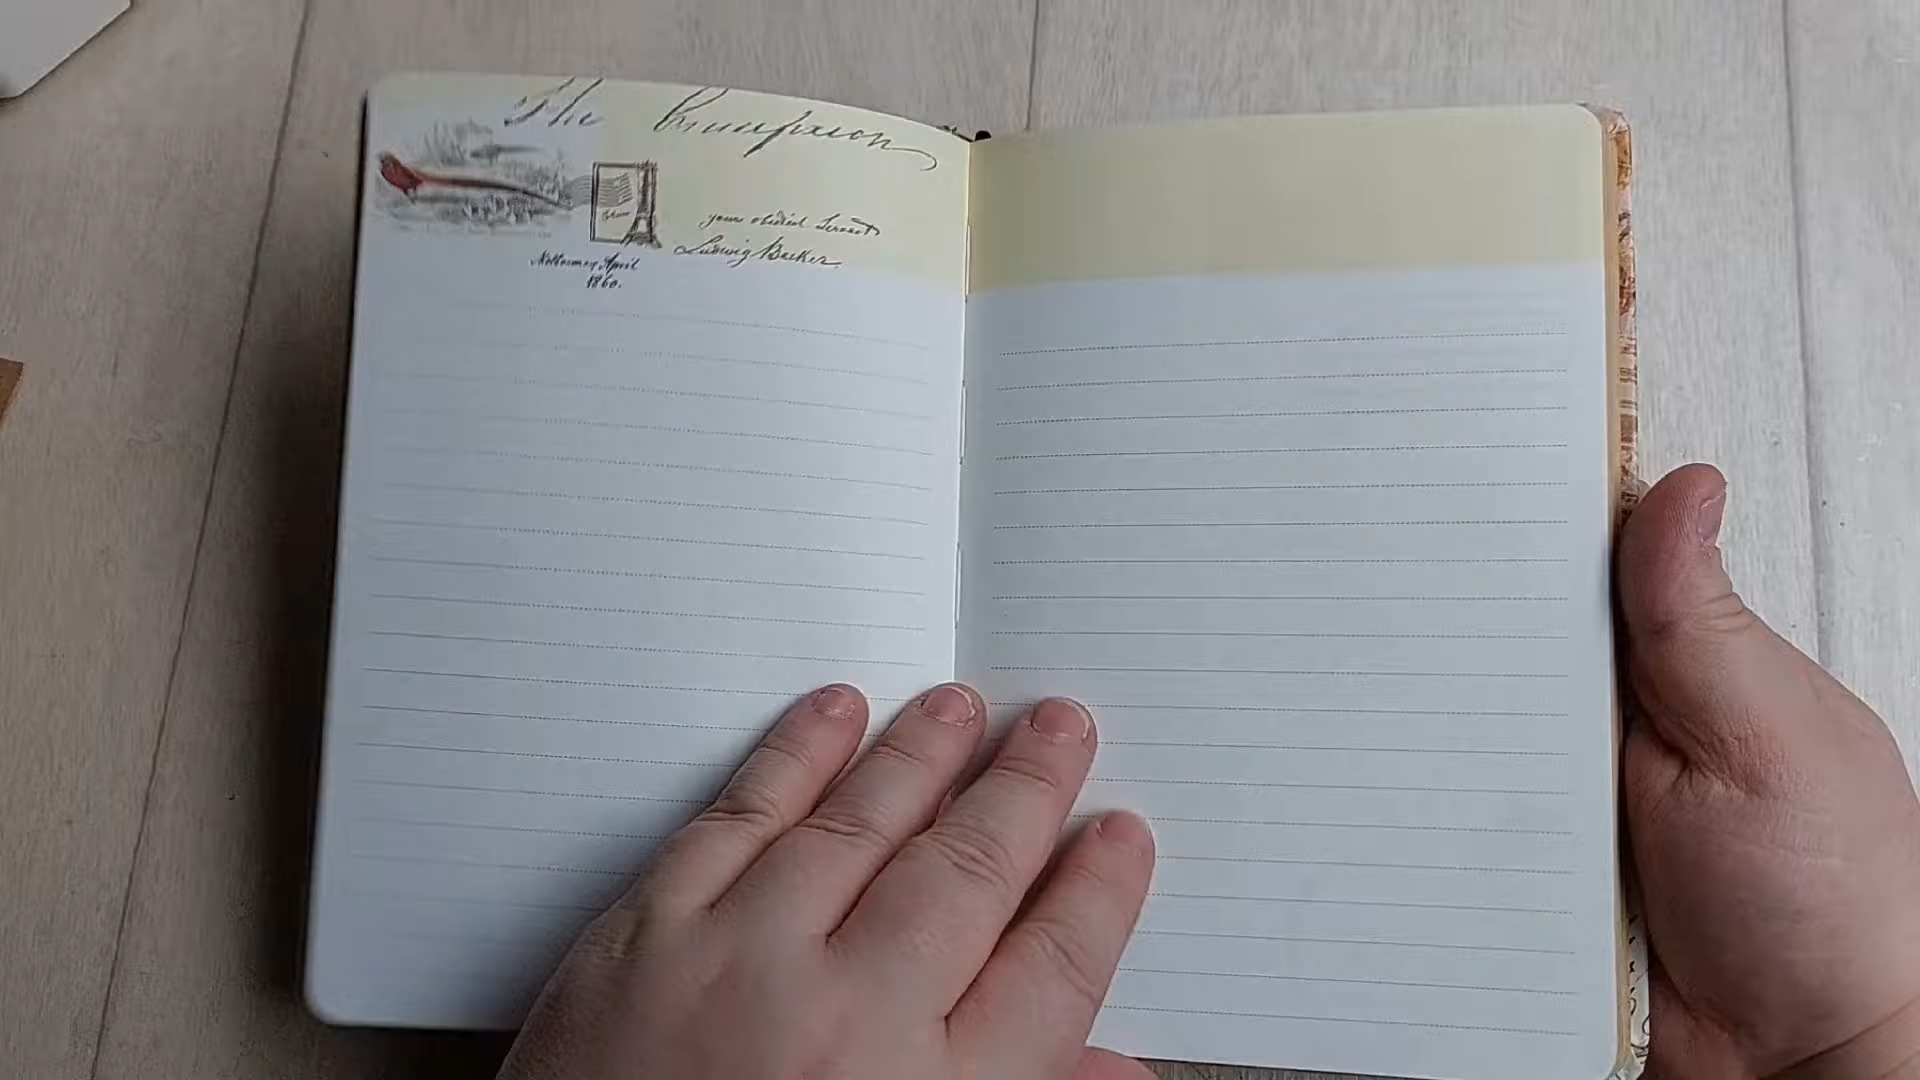 The
your obedient Servant
Ludwig Becker.
Melbourne, April
1860.